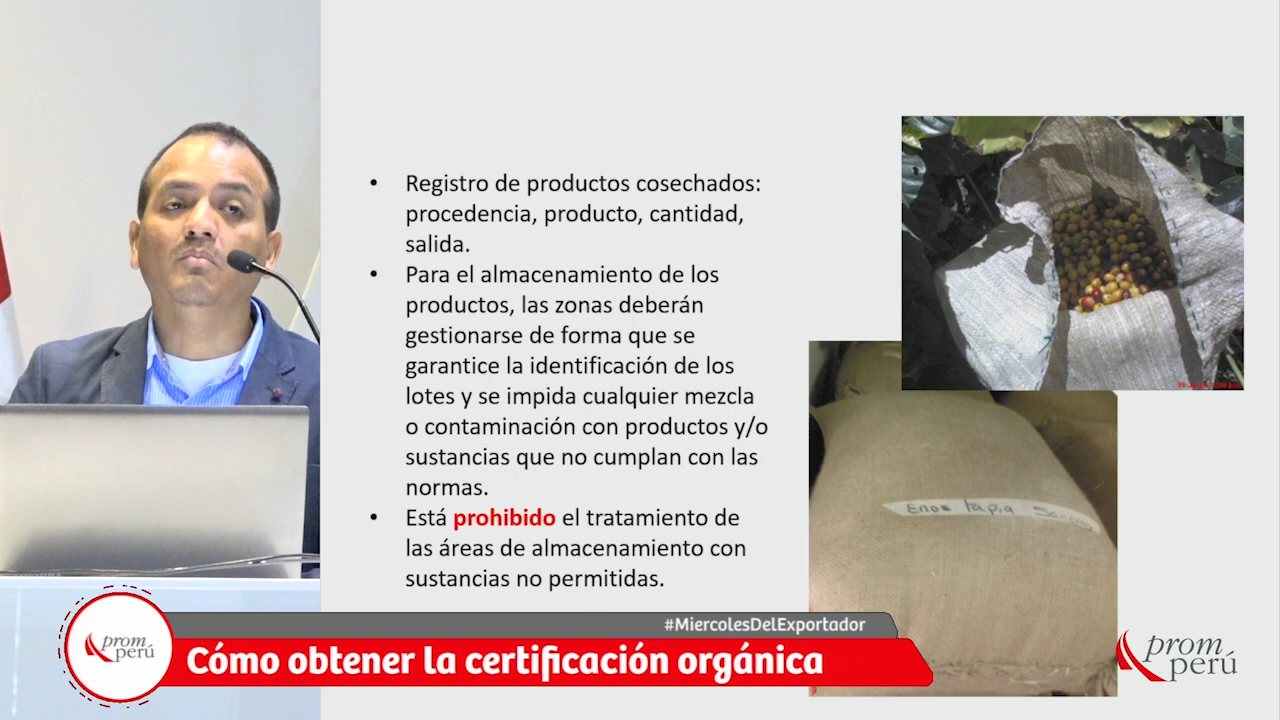 Registro de productos cosechados:
procedencia, producto, cantidad,
salida.
Para el almacenamiento de los
productos, las zonas deberán
gestionarse de forma que se
garantice la identificación de los
lotes y se impida cualquier mezcla
o contaminación con productos y/o
sustancias que no cumplan con las
normas.
Está prohibido el tratamiento de
las áreas de almacenamiento con
sustancias no permitidas.
Enos tapia
#MiercolesDelExportador
Cómo obtener la certificación orgánica
prom
perú
prom
perú